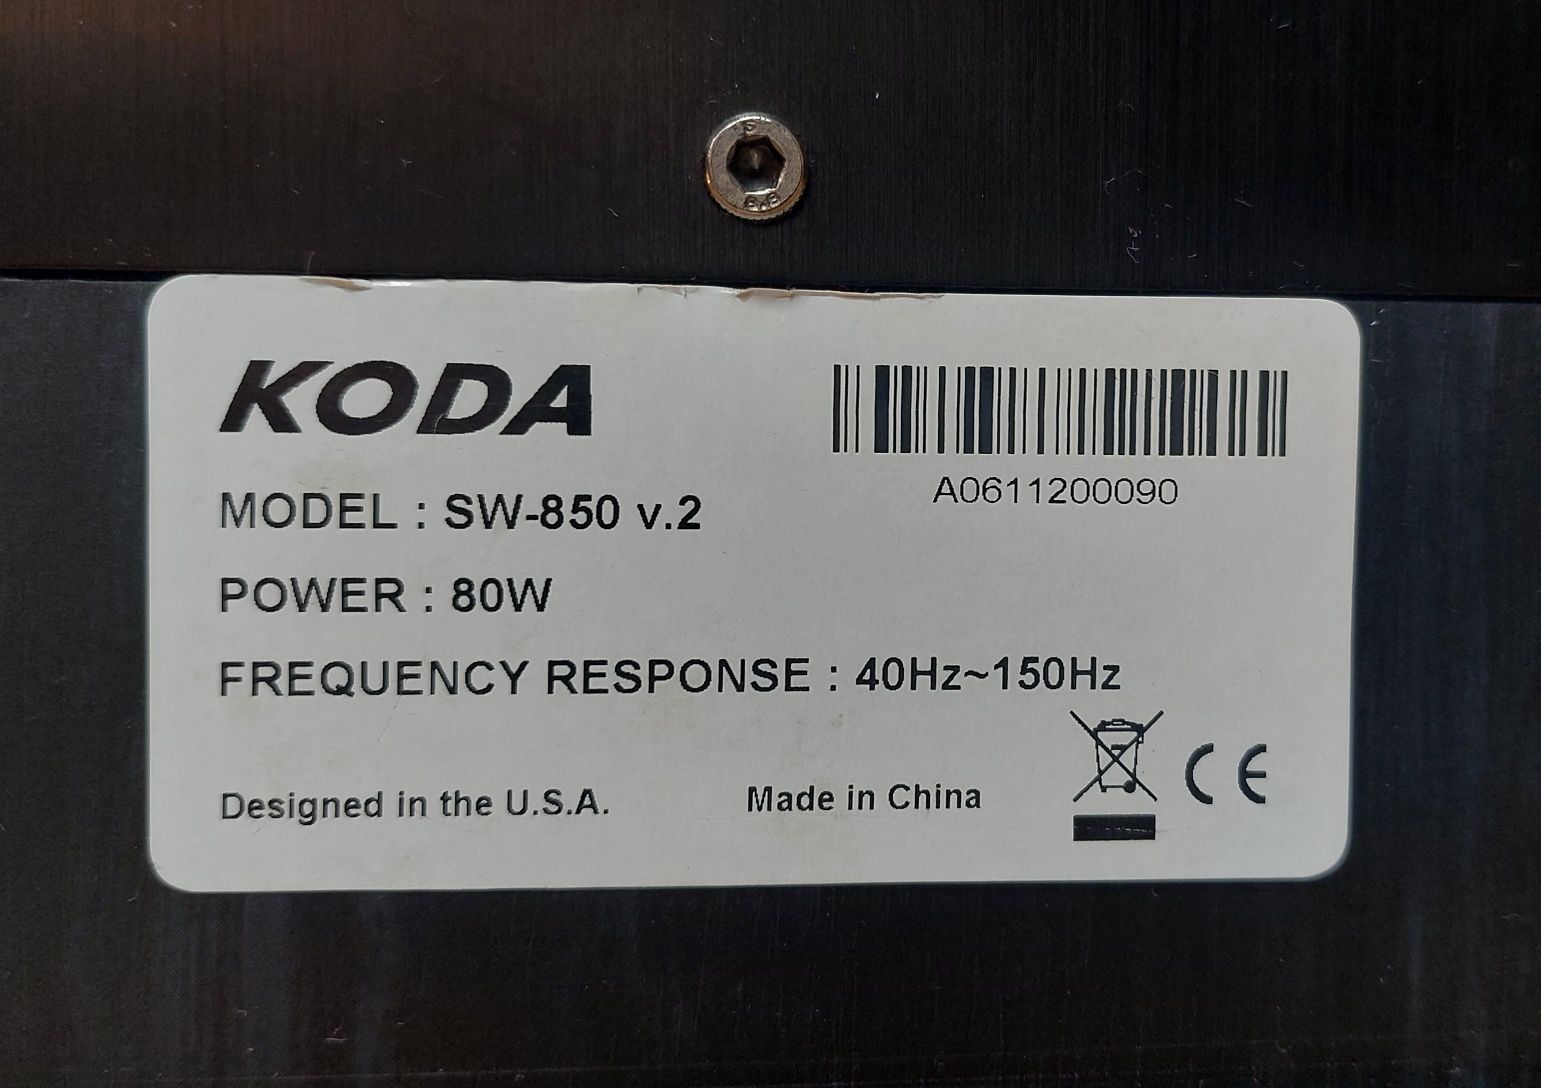 KODA
A0611200090
MODEL : SW-850 v.2
POWER : 80W
FREQUENCY RESPONSE : 40Hz~150Hz
Designed in the U.S.A.
Made in China
CE